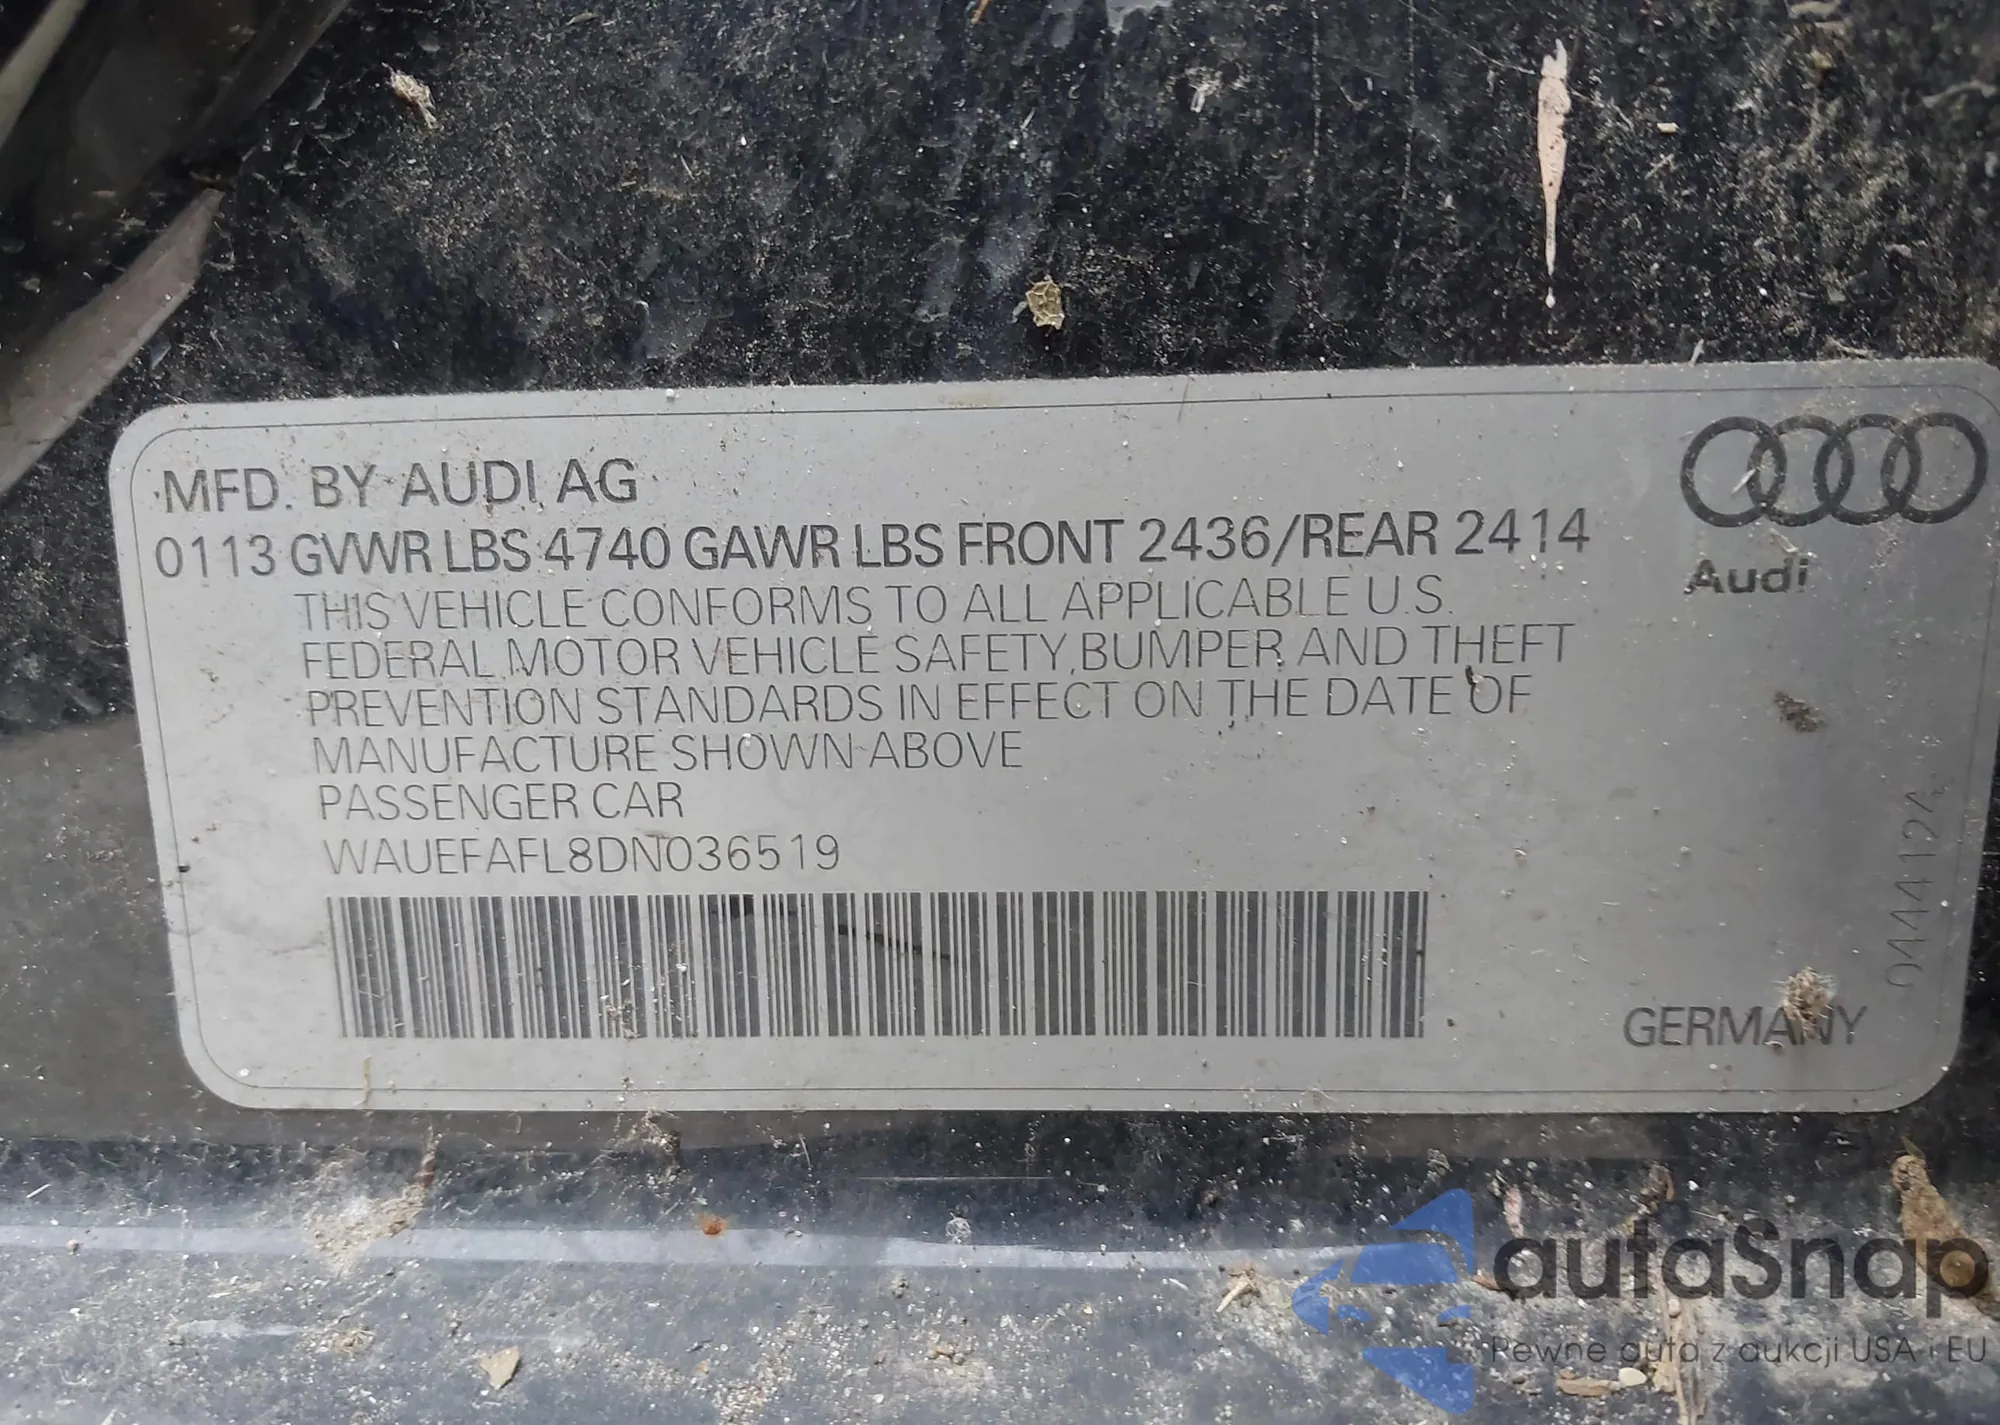 MFD. BY AUDI AG
0113 GVWR LBS 4740 GAWR LBS FRONT 2436/REAR 2414
THIS VEHICLE CONFORMS TO ALL APPLICABLE U.S.
FEDERAL MOTOR VEHICLE SAFETY, BUMPER AND THEFT
PREVENTION STANDARDS IN EFFECT ON THE DATE OF
MANUFACTURE SHOWN ABOVE
PASSENGER CAR
WAUEFAFL8DN036519
Audi
GERMANY
autaSnap
Pewne auta z aukcji USA i EU